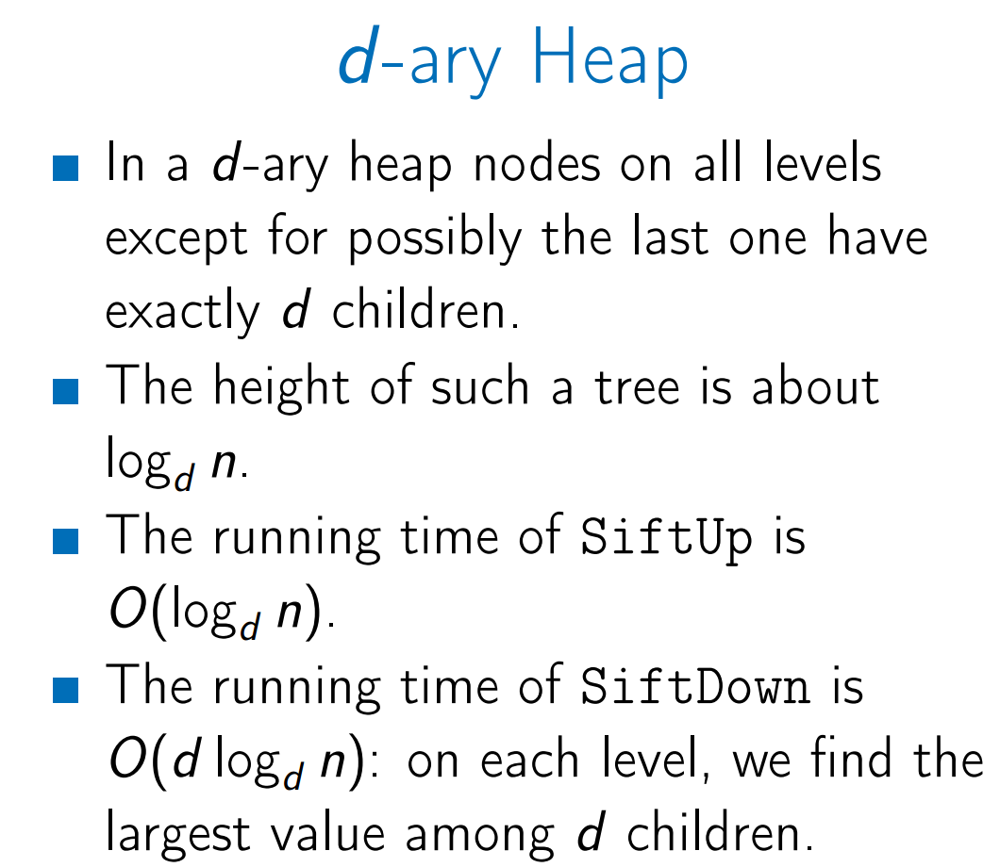 d-ary Heap
In a d-ary heap nodes on all levels
except for possibly the last one have
exactly d children.
The height of such a tree is about
log_d n.
The running time of SiftUp is
O(log_d n).
The running time of SiftDown is
O(d log_d n): on each level, we find the
largest value among d children.